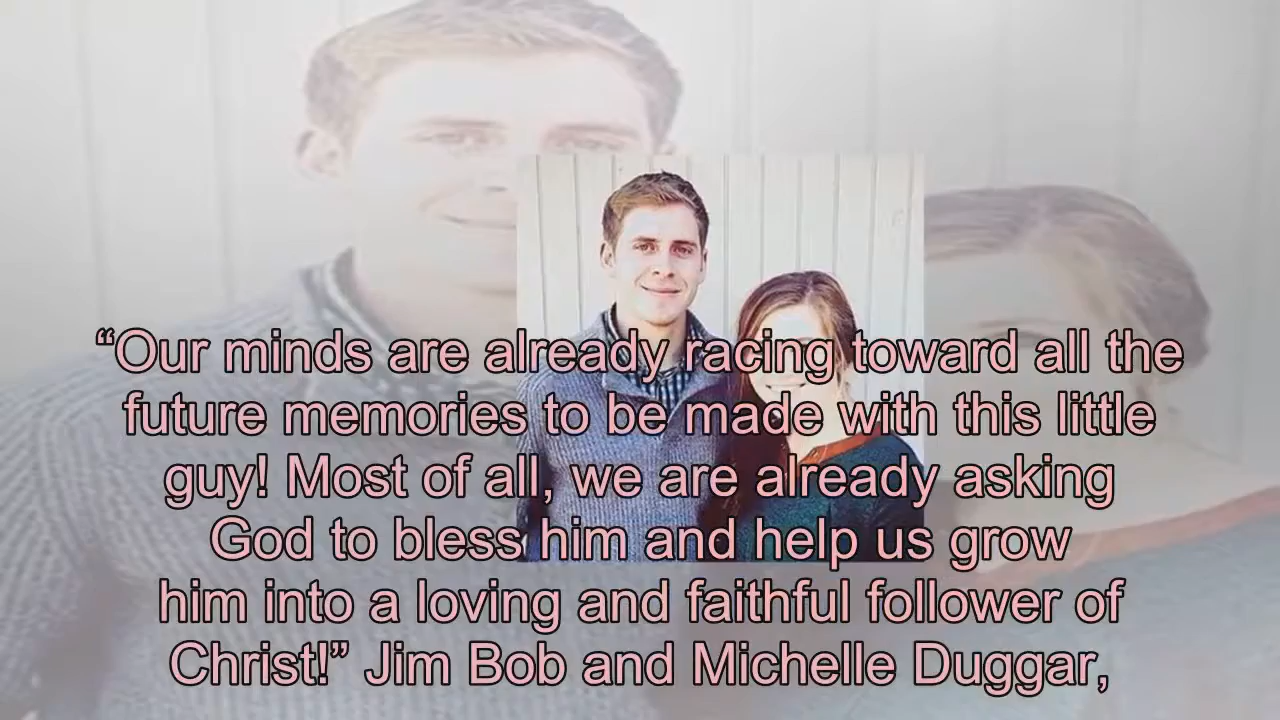 “Our minds are already racing toward all the
future memories to be made with this little
guy! Most of all, we are already asking
God to bless him and help us grow
him into a loving and faithful follower of
Christ!” Jim Bob and Michelle Duggar,